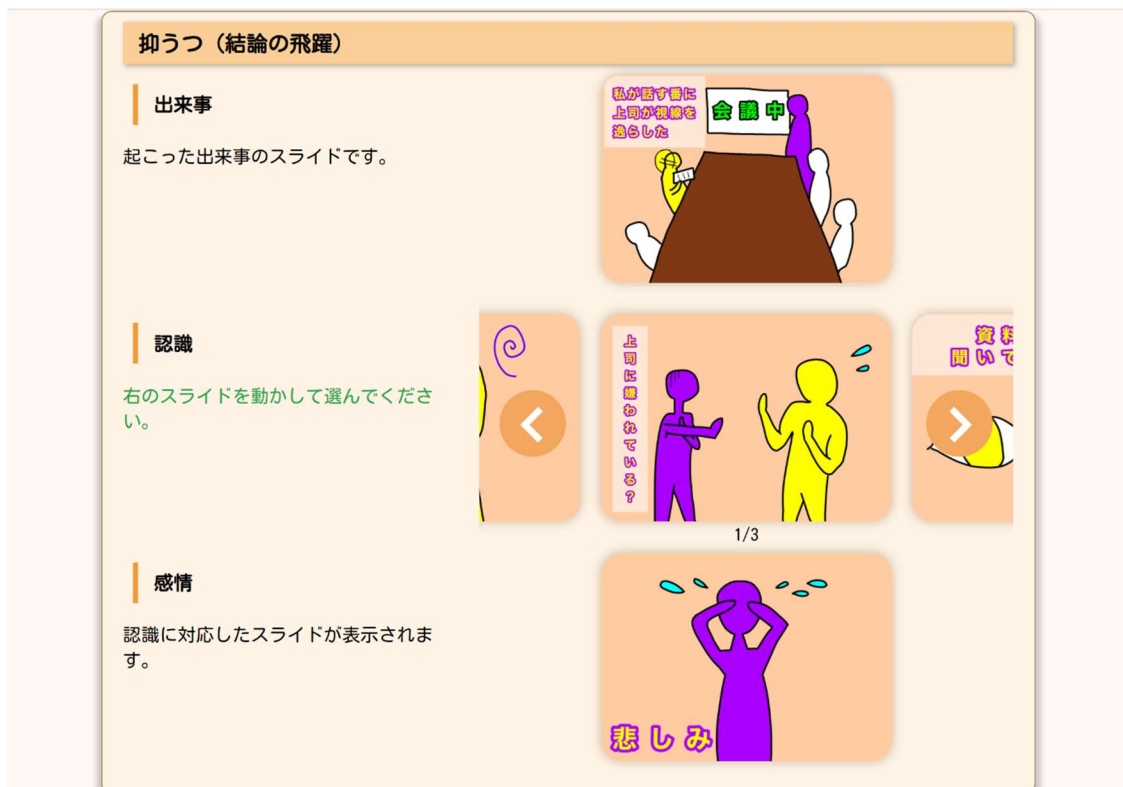 抑うつ（結論の飛躍）
出来事
起こった出来事のスライドです。
私が話す番に
上司が視線を
逸らした
会議中
認識
右のスライドを動かして選んでくださ
い。
上司に嫌われている？
資料
聞いて
1/3
感情
認識に対応したスライドが表示されま
す。
悲しみ